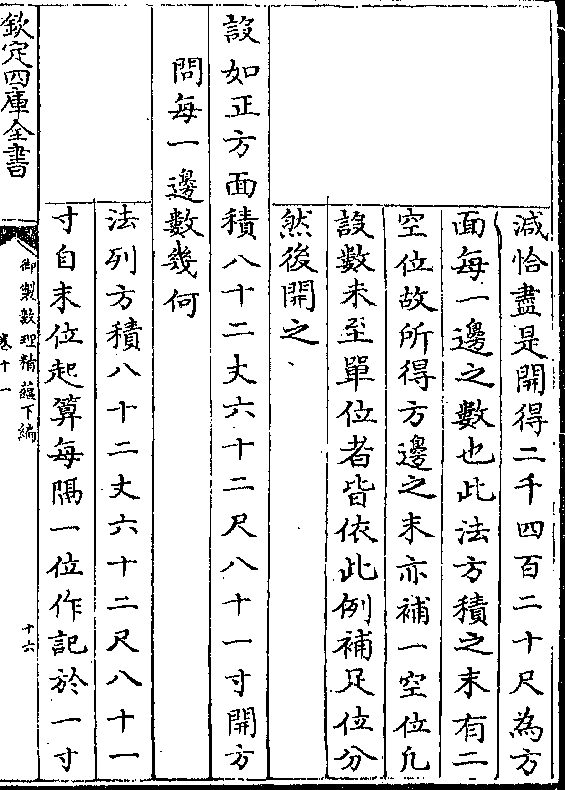 減恰盡是開得二千四百二十尺為方
面每一邊之數也此法方積之末有二
空位故所得方邊之末亦補一空位凡
設數未至單位者皆依此例補足位分
然後開之
設如正方面積八十二丈六十二尺八十一寸開方
問每一邊數幾何
法列方積八十二丈六十二尺八十一
寸自末位起算每隔一位作記於一寸
欽定四庫全書
御製數理精蘊下編
卷十一
十六